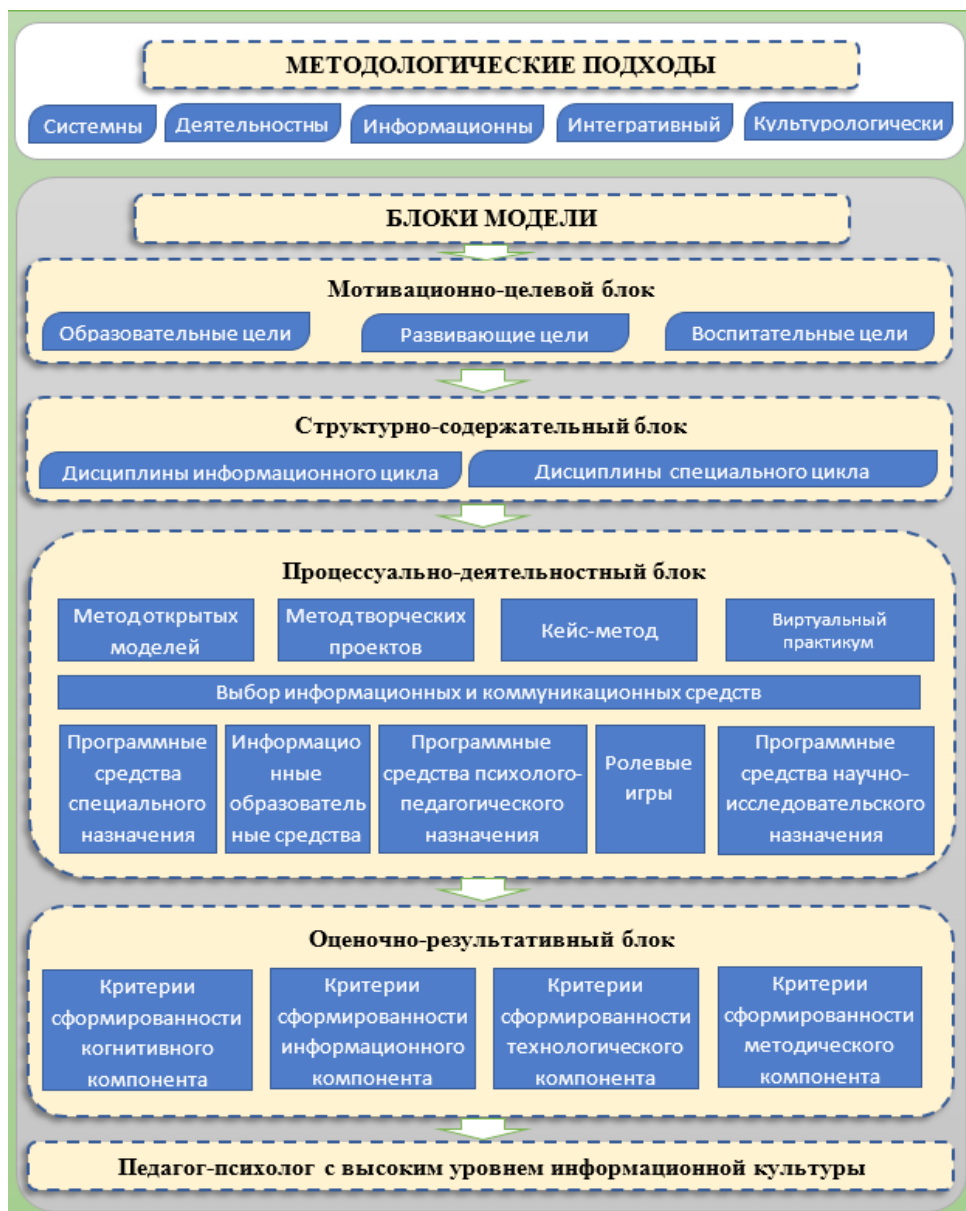 МЕТОДОЛОГИЧЕСКИЕ ПОДХОДЫ
Системны
Деятельностны
Информационны
Интегративный
Культурологически
БЛОКИ МОДЕЛИ
Мотивационно-целевой блок
Образовательные цели
Развивающие цели
Воспитательные цели
Структурно-содержательный блок
Дисциплины информационного цикла
Дисциплины специального цикла
Процессуально-деятельностный блок
Метод открытых
моделей
Метод творческих
проектов
Кейс-метод
Виртуальный
практикум
Выбор информационных и коммуникационных средств
Программные
средства
специального
назначения
Информацио
нные
образователь
ные средства
Программные
средства психолого-
педагогического
назначения
Ролевые
игры
Программные
средства научно-
исследовательского
назначения
Оценочно-результативный блок
Критерии
сформированности
когнитивного
компонента
Критерии
сформированности
информационного
компонента
Критерии
сформированности
технологического
компонента
Критерии
сформированности
методического
компонента
Педагог-психолог с высоким уровнем информационной культуры